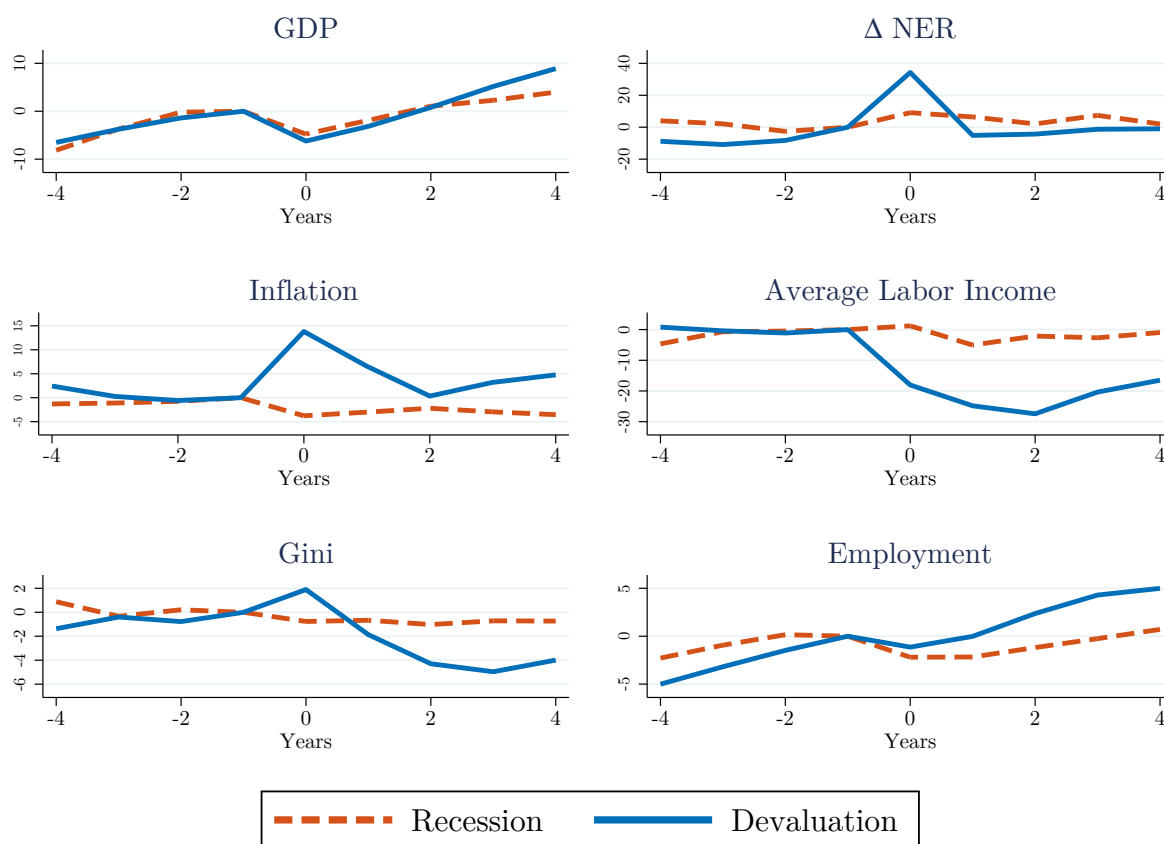 GDP
10
0
-10
-4 -2 0 2 4
Years
Δ NER
40
20
0
-20
-4 -2 0 2 4
Years
Inflation
15
10
5
0
-5
-4 -2 0 2 4
Years
Average Labor Income
0
-10
-20
-30
-4 -2 0 2 4
Years
Gini
2
0
-2
-4
-6
-4 -2 0 2 4
Years
Employment
5
0
-5
-4 -2 0 2 4
Years
Recession Devaluation